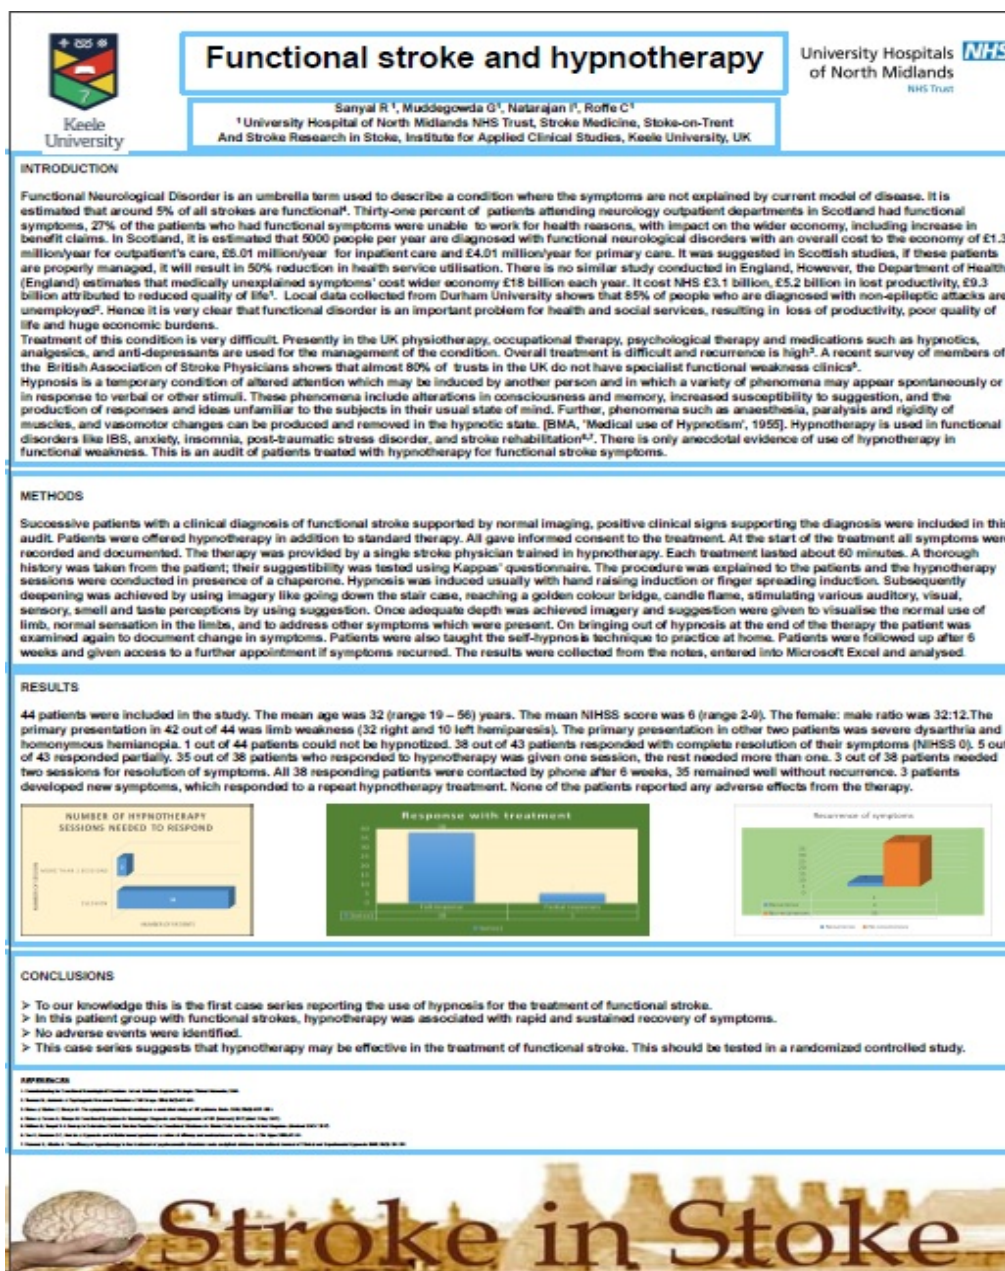 Functional stroke and hypnotherapy
Keele
University
University Hospitals NHS
of North Midlands
NHS Trust
Sanyal R ¹, Muddegowda G¹, Natarajan I¹, Roffe C¹
¹ University Hospital of North Midlands NHS Trust, Stroke Medicine, Stoke-on-Trent
And Stroke Research in Stoke, Institute for Applied Clinical Studies, Keele University, UK
INTRODUCTION
Functional Neurological Disorder is an umbrella term used to describe a condition where the symptoms are not explained by current model of disease. It is
estimated that around 5% of all strokes are functional⁴. Thirty-one percent of patients attending neurology outpatient departments in Scotland had functional
symptoms, 27% of the patients who had functional symptoms were unable to work for health reasons, with impact on the wider economy, including increase in
benefit claims. In Scotland, it is estimated that 5000 people per year are diagnosed with functional neurological disorders with an overall cost to the economy of £1.3
million/year for outpatient's care, £6.01 million/year for inpatient care and £4.01 million/year for primary care. It was suggested in Scottish studies, if these patients
are properly managed, it will result in 50% reduction in health service utilisation. There is no similar study conducted in England, However, the Department of Health
(England) estimates that medically unexplained symptoms' cost wider economy £18 billion each year. It cost NHS £3.1 billion, £5.2 billion in lost productivity, £9.3
billion attributed to reduced quality of life¹. Local data collected from Durham University shows that 85% of people who are diagnosed with non-epileptic attacks are
unemployed². Hence it is very clear that functional disorder is an important problem for health and social services, resulting in loss of productivity, poor quality of
life and huge economic burdens.
Treatment of this condition is very difficult. Presently in the UK physiotherapy, occupational therapy, psychological therapy and medications such as hypnotics,
analgesics, and anti-depressants are used for the management of the condition. Overall treatment is difficult and recurrence is high³. A recent survey of members of
the British Association of Stroke Physicians shows that almost 80% of trusts in the UK do not have specialist functional weakness clinics⁵.
Hypnosis is a temporary condition of altered attention which may be induced by another person and in which a variety of phenomena may appear spontaneously or
in response to verbal or other stimuli. These phenomena include alterations in consciousness and memory, increased susceptibility to suggestion, and the
production of responses and ideas unfamiliar to the subjects in their usual state of mind. Further, phenomena such as anaesthesia, paralysis and rigidity of
muscles, and vasomotor changes can be produced and removed in the hypnotic state. [BMA, 'Medical use of Hypnotism', 1955]. Hypnotherapy is used in functional
disorders like IBS, anxiety, insomnia, post-traumatic stress disorder, and stroke rehabilitation⁶,⁷. There is only anecdotal evidence of use of hypnotherapy in
functional weakness. This is an audit of patients treated with hypnotherapy for functional stroke symptoms.
METHODS
Successive patients with a clinical diagnosis of functional stroke supported by normal imaging, positive clinical signs supporting the diagnosis were included in this
audit. Patients were offered hypnotherapy in addition to standard therapy. All gave informed consent to the treatment. At the start of the treatment all symptoms were
recorded and documented. The therapy was provided by a single stroke physician trained in hypnotherapy. Each treatment lasted about 60 minutes. A thorough
history was taken from the patient; their suggestibility was tested using Kappas' questionnaire. The procedure was explained to the patients and the hypnotherapy
sessions were conducted in presence of a chaperone. Hypnosis was induced usually with hand raising induction or finger spreading induction. Subsequently
deepening was achieved by using imagery like going down the stair case, reaching a golden colour bridge, candle flame, stimulating various auditory, visual,
sensory, smell and taste perceptions by using suggestion. Once adequate depth was achieved imagery and suggestion were given to visualise the normal use of
limb, normal sensation in the limbs, and to address other symptoms which were present. On bringing out of hypnosis at the end of the therapy the patient was
examined again to document change in symptoms. Patients were also taught the self-hypnosis technique to practice at home. Patients were followed up after 6
weeks and given access to a further appointment if symptoms recurred. The results were collected from the notes, entered into Microsoft Excel and analysed.
RESULTS
44 patients were included in the study. The mean age was 32 (range 19 – 56) years. The mean NIHSS score was 6 (range 2-9). The female: male ratio was 32:12.The
primary presentation in 42 out of 44 was limb weakness (32 right and 10 left hemiparesis). The primary presentation in other two patients was severe dysarthria and
homonymous hemianopia. 1 out of 44 patients could not be hypnotized. 38 out of 43 patients responded with complete resolution of their symptoms (NIHSS 0). 5 out
of 43 responded partially. 35 out of 38 patients who responded to hypnotherapy was given one session, the rest needed more than one. 3 out of 38 patients needed
two sessions for resolution of symptoms. All 38 responding patients were contacted by phone after 6 weeks, 35 remained well without recurrence. 3 patients
developed new symptoms, which responded to a repeat hypnotherapy treatment. None of the patients reported any adverse effects from the therapy.
NUMBER OF HYPNOTHERAPY
SESSIONS NEEDED TO RESPOND
Response with treatment
Recurrence of symptoms
CONCLUSIONS
➢ To our knowledge this is the first case series reporting the use of hypnosis for the treatment of functional stroke.
➢ In this patient group with functional strokes, hypnotherapy was associated with rapid and sustained recovery of symptoms.
➢ No adverse events were identified.
➢ This case series suggests that hypnotherapy may be effective in the treatment of functional stroke. This should be tested in a randomized controlled study.
REFERENCES
Stroke in Stoke